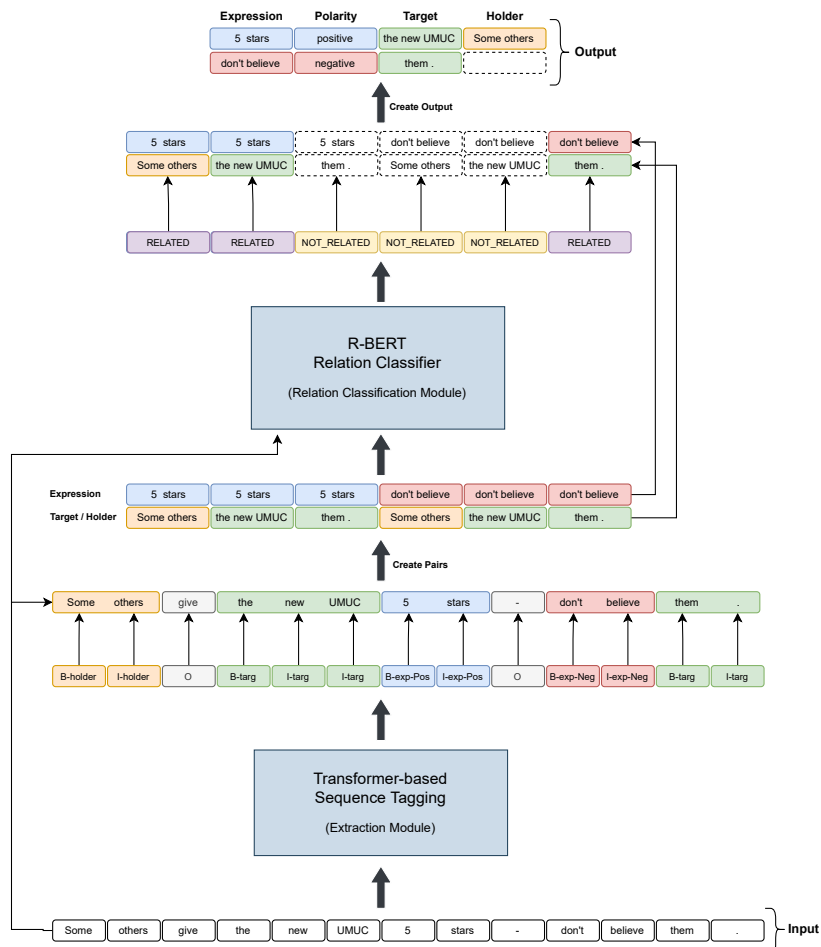 Expression Polarity Target Holder
5 stars positive the new UMUC Some others
don't believe negative them .
Output
Create Output
5 stars 5 stars 5 stars don't believe don't believe don't believe
Some others the new UMUC them . Some others the new UMUC them .
RELATED RELATED NOT_RELATED NOT_RELATED NOT_RELATED RELATED
R-BERT
Relation Classifier
(Relation Classification Module)
Expression 5 stars 5 stars 5 stars don't believe don't believe don't believe
Target / Holder Some others the new UMUC them . Some others the new UMUC them .
Create Pairs
Some others give the new UMUC 5 stars - don't believe them .
B-holder I-holder O B-targ I-targ I-targ B-exp-Pos I-exp-Pos O B-exp-Neg I-exp-Neg B-targ I-targ
Transformer-based
Sequence Tagging
(Extraction Module)
Some others give the new UMUC 5 stars - don't believe them .
Input